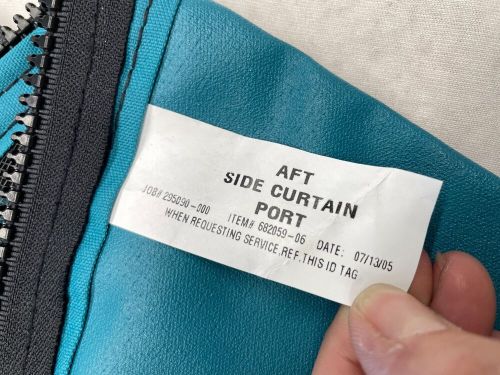 AFT
SIDE CURTAIN
PORT
JOB# 295090-000 ITEM# 682059-06 DATE: 07/13/05
WHEN REQUESTING SERVICE,REF.THIS ID TAG